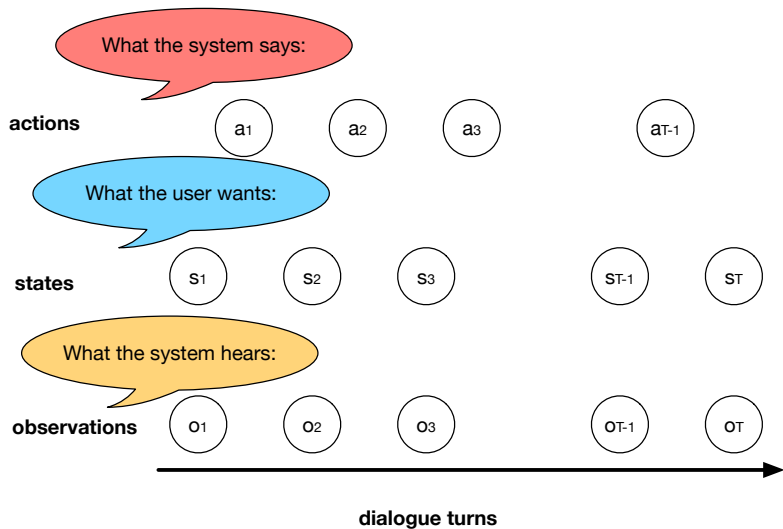 What the system says:
actions a1 a2 a3 aT-1
What the user wants:
states s1 s2 s3 sT-1 sT
What the system hears:
observations o1 o2 o3 oT-1 oT
dialogue turns